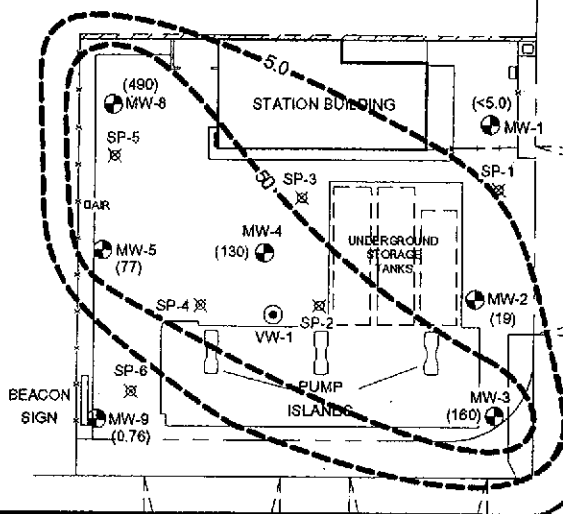 5.0
(490)
MW-8
STATION BUILDING
(<5.0)
MW-1
SP-5
SP-1
50
SP-3
AIR
MW-4
(130)
UNDERGROUND
STORAGE
TANKS
MW-5
(77)
MW-2
(19)
SP-4
SP-2
VW-1
SP-6
PUMP
ISLANDS
BEACON
SIGN
MW-3
(160)
MW-9
(0.76)